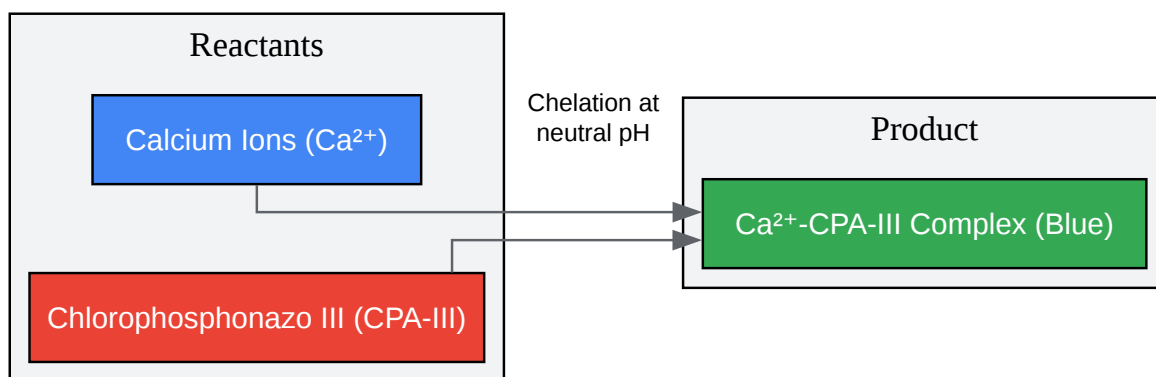 Reactants
Calcium Ions (Ca²⁺)
Chlorophosphonazo III (CPA-III)
Chelation at
neutral pH
Product
Ca²⁺-CPA-III Complex (Blue)